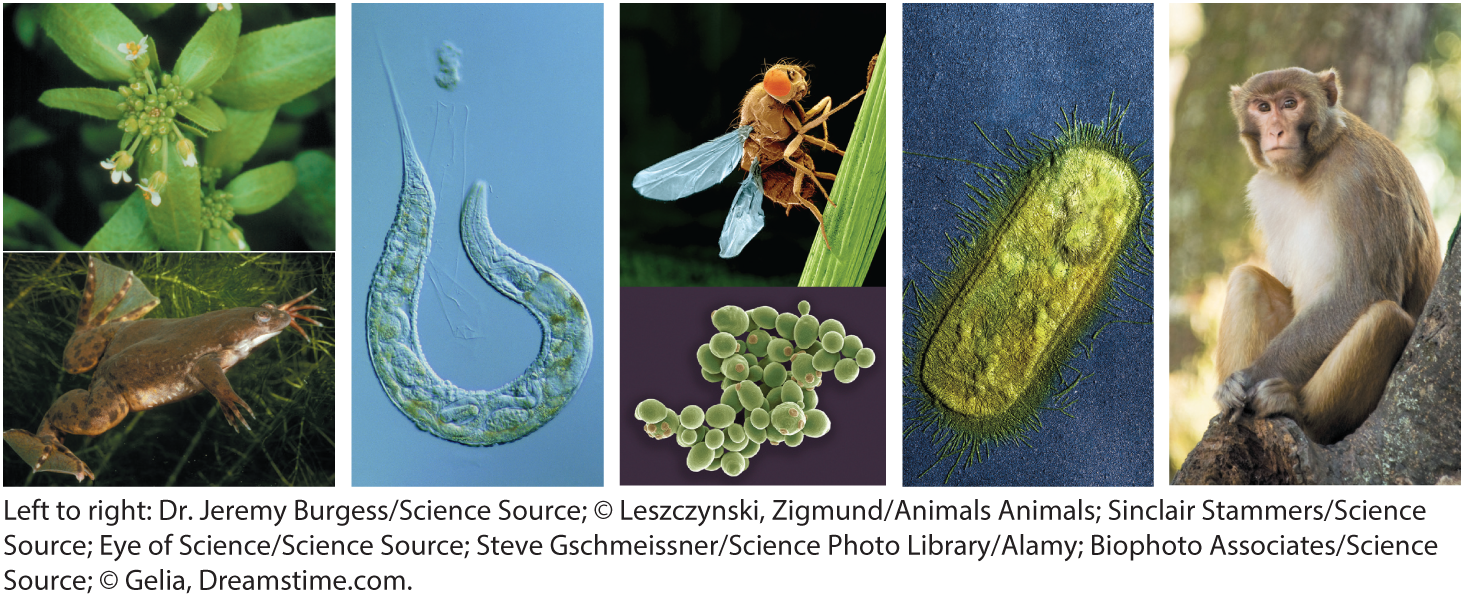 Left to right: Dr. Jeremy Burgess/Science Source; © Leszczynski, Zigmund/Animals Animals; Sinclair Stammers/Science
Source; Eye of Science/Science Source; Steve Gschmeissner/Science Photo Library/Alamy; Biophoto Associates/Science
Source; © Gelia, Dreamstime.com.